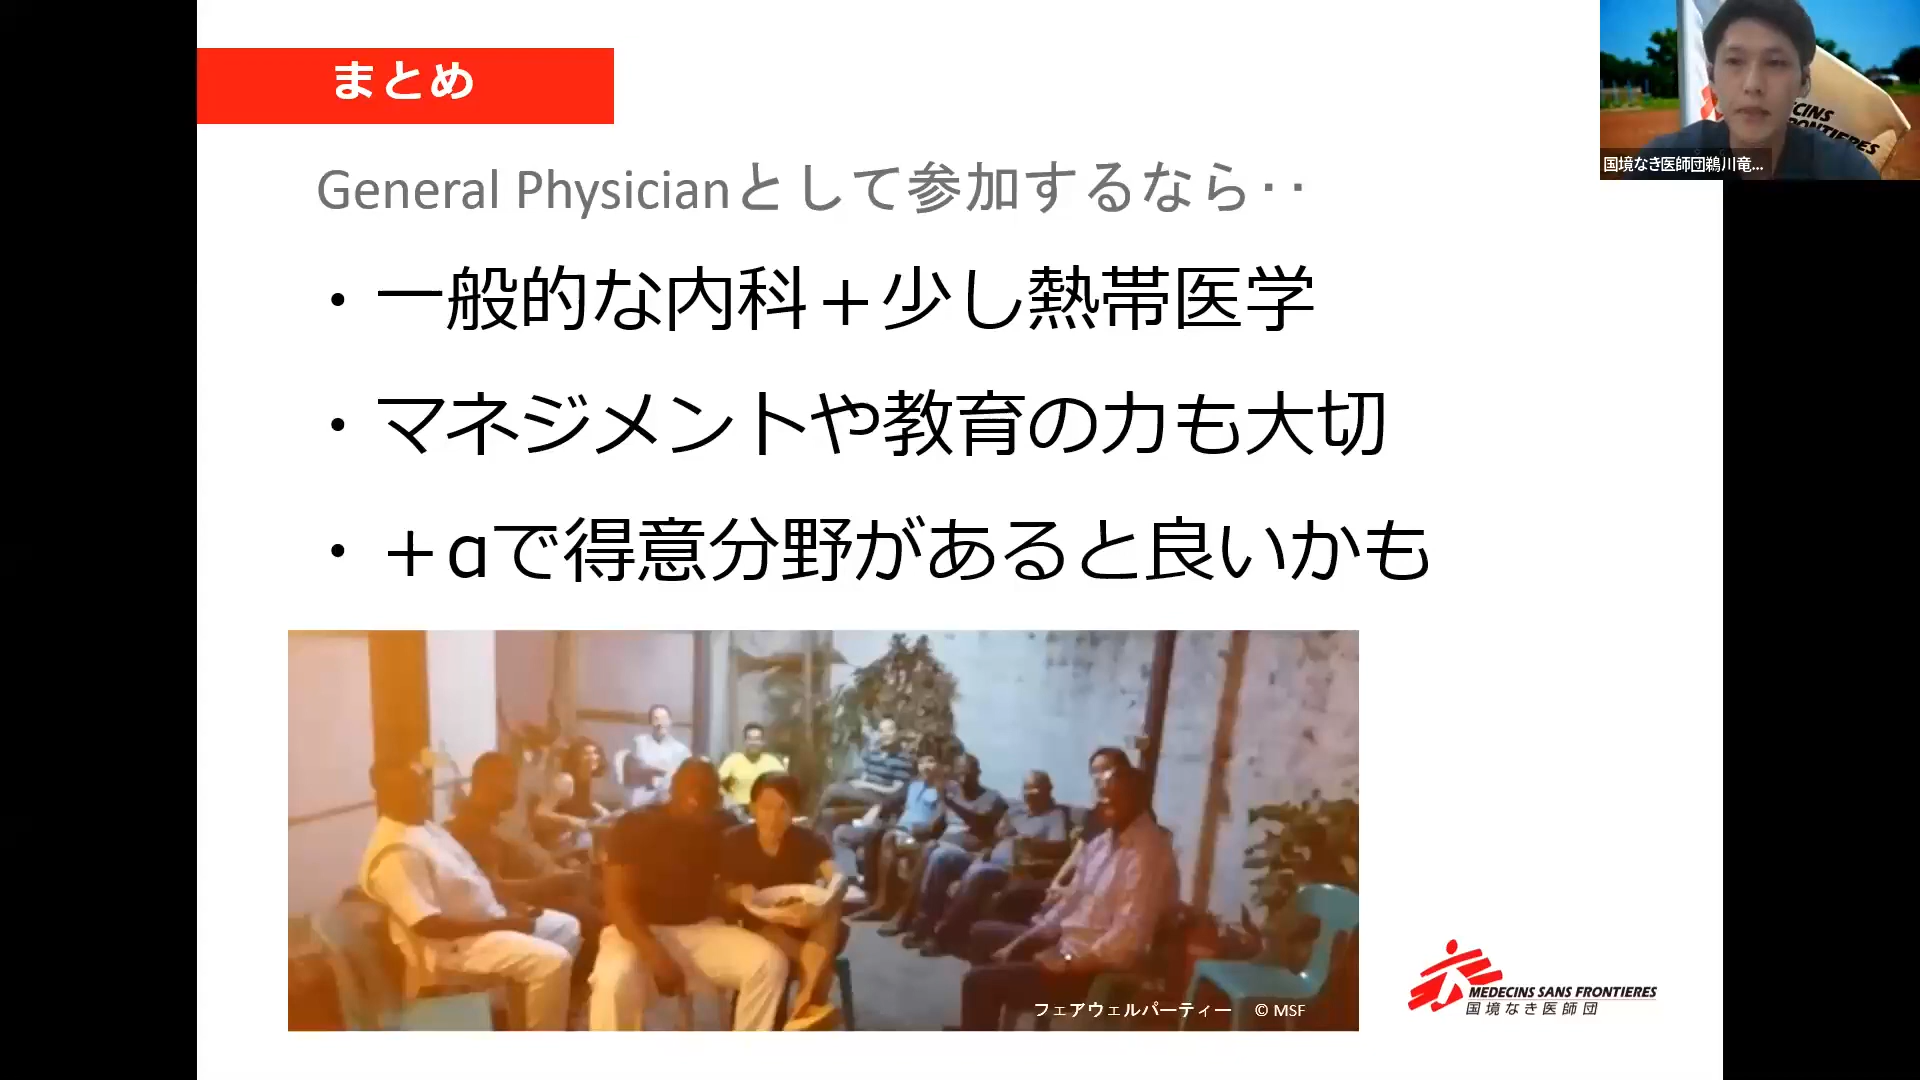 まとめ
General Physicianとして参加するなら‥
・一般的な内科＋少し熱帯医学
・マネジメントや教育の力も大切
・＋αで得意分野があると良いかも
フェアウェルパーティー © MSF
MEDECINS SANS FRONTIERES
国境なき医師団
CINS
RONTIERES
国境なき医師団鵜川竜...